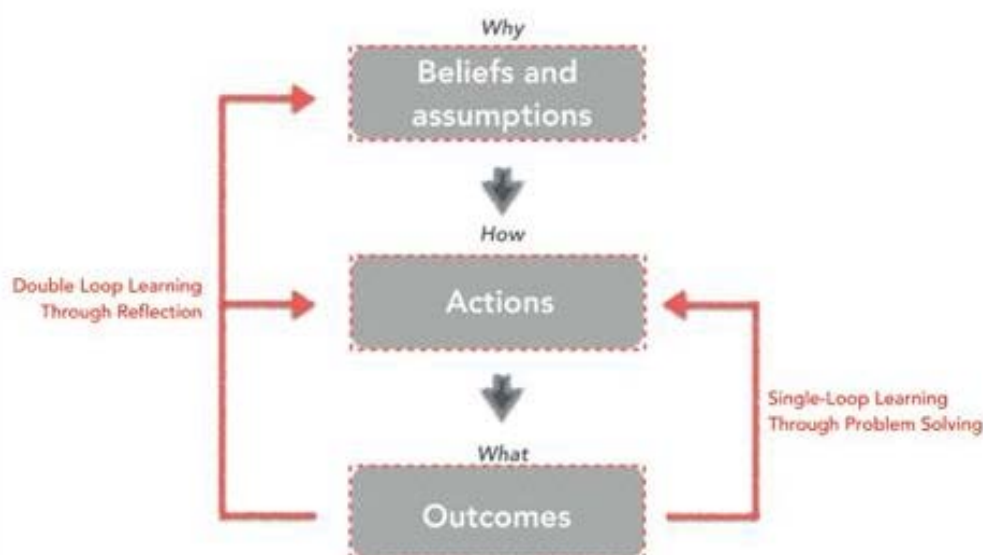 Why
Beliefs and
assumptions
How
Double Loop Learning
Through Reflection
Actions
Single-Loop Learning
Through Problem Solving
What
Outcomes